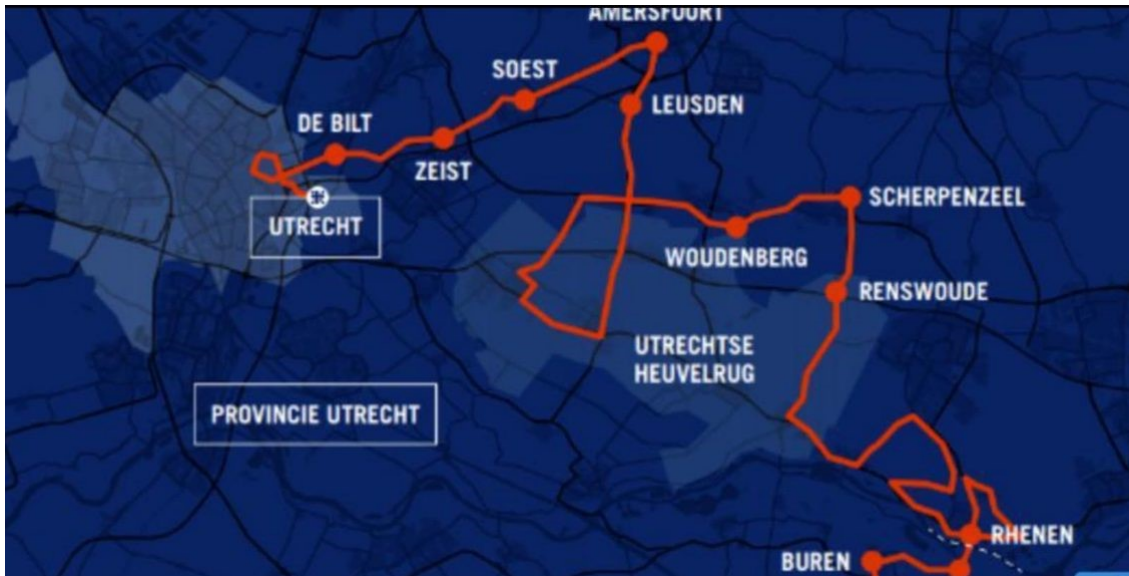 AMERSFOORT
SOEST
LEUSDEN
DE BILT
ZEIST
SCHERPENZEEL
UTRECHT
WOUDENBERG
RENSWOUDE
UTRECHTSE
HEUVELRUG
PROVINCIE UTRECHT
RHENEN
BUREN